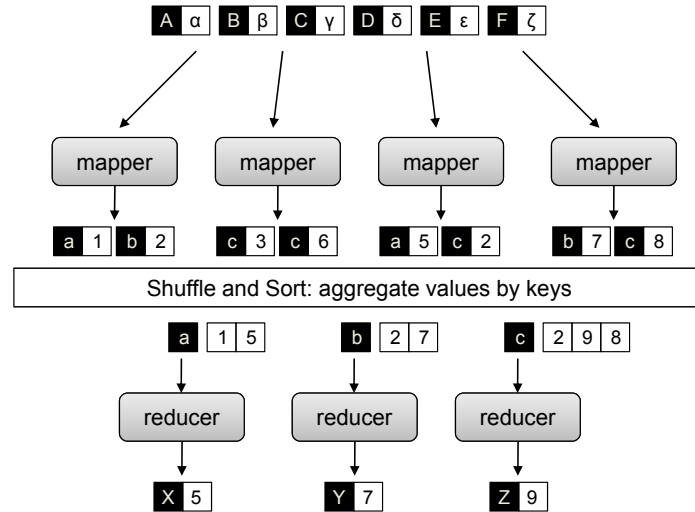 A α B β C γ D δ E ε F ζ
mapper mapper mapper mapper
a 1 b 2 c 3 c 6 a 5 c 2 b 7 c 8
Shuffle and Sort: aggregate values by keys
a 1 5 b 2 7 c 2 9 8
reducer reducer reducer
X 5 Y 7 Z 9